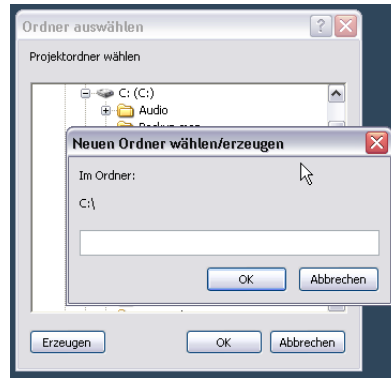 Ordner auswählen
Projektordner wählen
C: (C:)
Audio
Neuen Ordner wählen/erzeugen
Im Ordner:
C:\
OK Abbrechen
Erzeugen OK Abbrechen